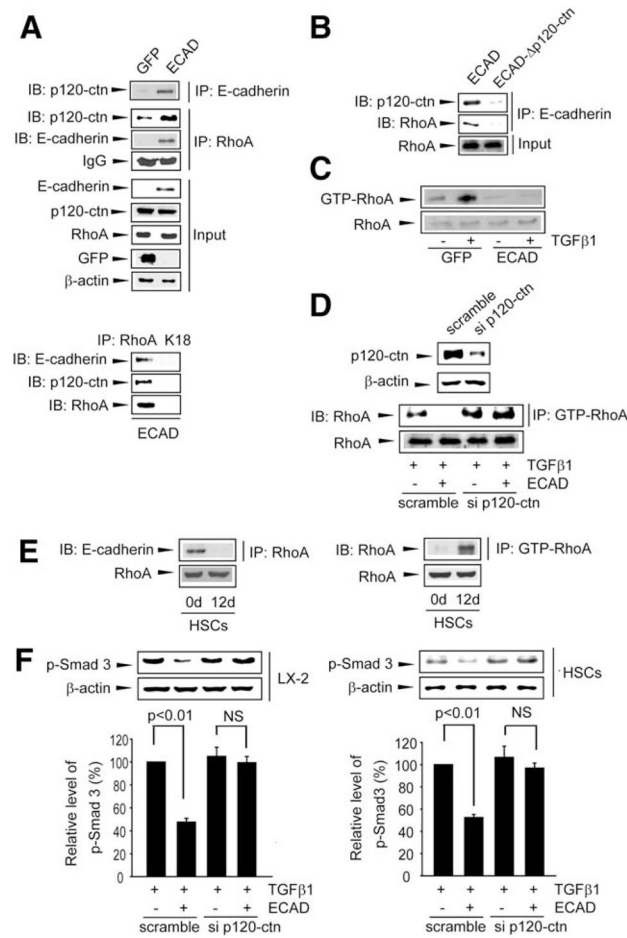 A
GFP
ECAD
IB: p120-ctn
IP: E-cadherin
IB: p120-ctn
IB: E-cadherin
IgG
IP: RhoA
E-cadherin
p120-ctn
RhoA
GFP
β-actin
Input
IP: RhoA K18
IB: E-cadherin
IB: p120-ctn
IB: RhoA
ECAD
B
ECAD
ECAD-Δp120-ctn
IB: p120-ctn
IB: RhoA
IP: E-cadherin
RhoA
Input
C
GTP-RhoA
RhoA
- + - + TGFβ1
GFP ECAD
D
scramble
si p120-ctn
p120-ctn
β-actin
IB: RhoA
IP: GTP-RhoA
RhoA
+ + + + TGFβ1
- + - + ECAD
scramble si p120-ctn
E
IB: E-cadherin
IP: RhoA
RhoA
0d 12d
HSCs
IB: RhoA
IP: GTP-RhoA
RhoA
0d 12d
HSCs
F
p-Smad 3
β-actin
LX-2
p<0.01 NS
Relative level of
p-Smad 3 (%)
120
100
80
60
40
20
0
+ + + + TGFβ1
- + - + ECAD
scramble si p120-ctn
p-Smad 3
β-actin
HSCs
p<0.01 NS
Relative level of
p-Smad3 (%)
120
100
80
60
40
20
0
+ + + + TGFβ1
- + - + ECAD
scramble si p120-ctn